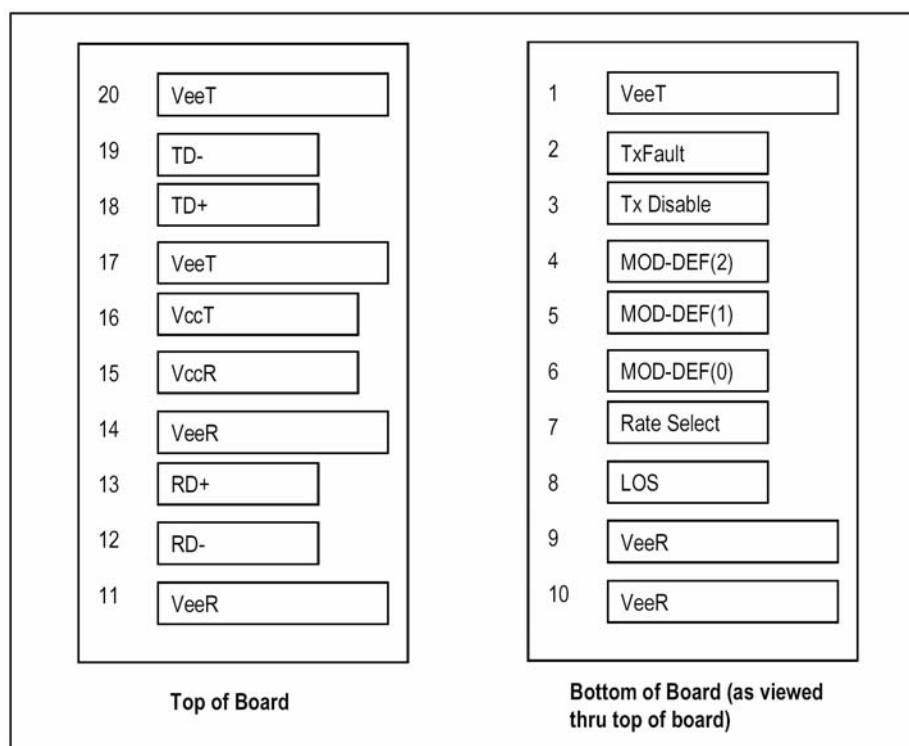 20 VeeT
19 TD-
18 TD+
17 VeeT
16 VccT
15 VccR
14 VeeR
13 RD+
12 RD-
11 VeeR
Top of Board
1 VeeT
2 TxFault
3 Tx Disable
4 MOD-DEF(2)
5 MOD-DEF(1)
6 MOD-DEF(0)
7 Rate Select
8 LOS
9 VeeR
10 VeeR
Bottom of Board (as viewed
thru top of board)